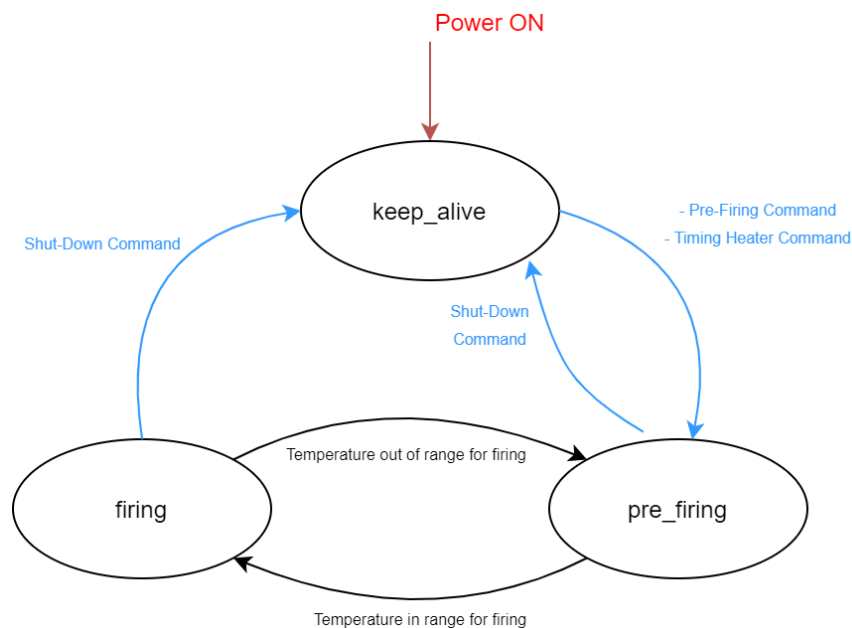 Power ON
keep_alive
- Pre-Firing Command
- Timing Heater Command
Shut-Down Command
Shut-Down
Command
Temperature out of range for firing
firing
pre_firing
Temperature in range for firing